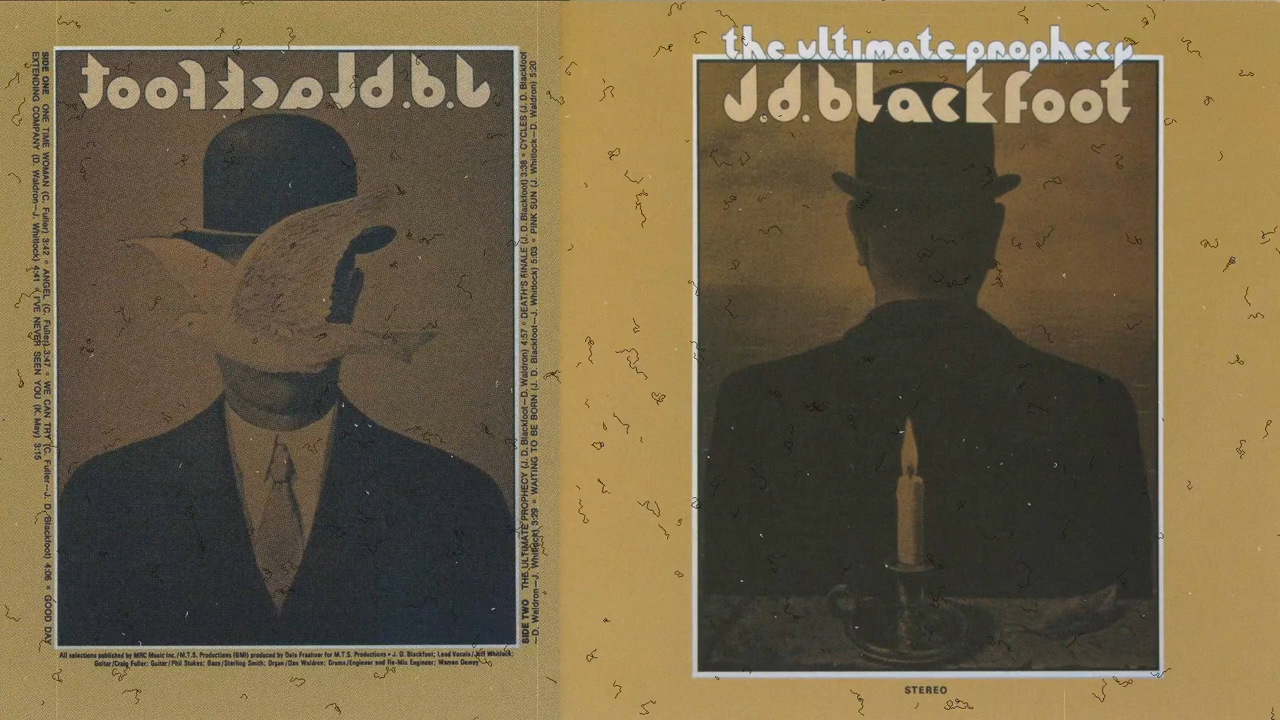 J.d.blackfoot
SIDE ONE ONE TIME WOMAN (C. Fuller) 3:42 • ANGEL (C. Fuller) 3:47 • WE CAN TRY (C. Fuller—J. D. Blackfoot) 4:06 • GOOD DAY
EXTENDING COMPANY (D. Waldron—J. Whitlock) 4:41 • I'VE NEVER SEEN YOU (K. May) 3:15
SIDE TWO THE ULTIMATE PROPHECY (J. D. Blackfoot—D. Waldron) 4:57 • DEATH'S FINALE (J. D. Blackfoot) 3:38 • CYCLES (J. D. Blackfoot
—D. Waldron—J. Whitlock) 3:29 • WAITING TO BE BORN (J. D. Blackfoot—J. Whitlock) 5:03 • PINK SUN (J. Whitlock—D. Waldron) 5:20
All selections published by MRC Music Inc./M.T.S. Productions (BMI) produced by Dale Frashuer for M.T.S. Productions • J. D. Blackfoot; Lead Vocals/Jeff Whitlock;
Guitar/Craig Fuller; Guitar/Phil Stokes; Bass/Sterling Smith; Organ/Dan Waldron; Drums/Engineer and Re-Mix Engineer; Warren Dewey
the ultimate prophecy
J.d.blackfoot
STEREO